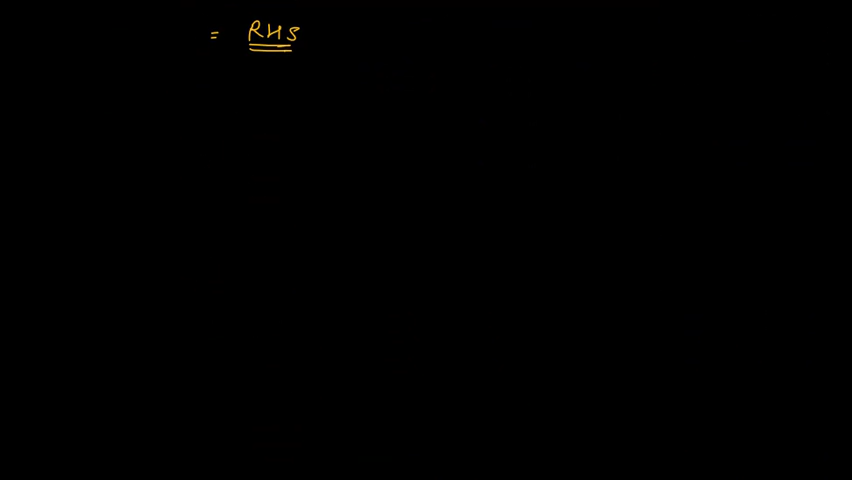 = RHS